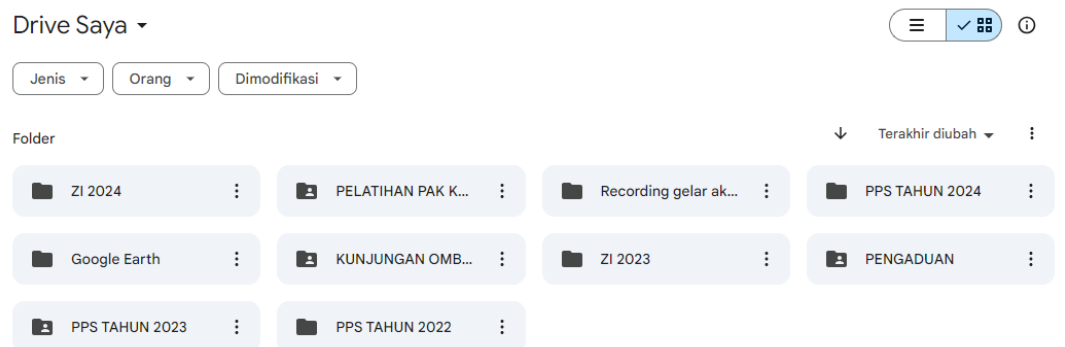 Drive Saya
Jenis Orang Dimodifikasi
Folder Terakhir diubah
ZI 2024 PELATIHAN PAK K... Recording gelar ak... PPS TAHUN 2024
Google Earth KUNJUNGAN OMB... ZI 2023 PENGADUAN
PPS TAHUN 2023 PPS TAHUN 2022